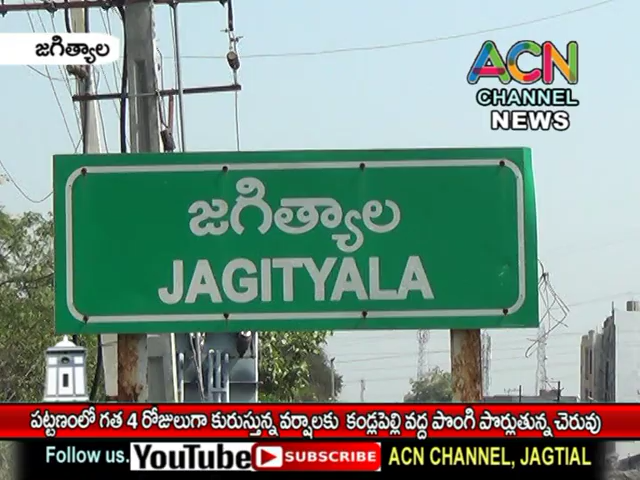 జగిత్యాల
ACN
CHANNEL
NEWS
జగిత్యాల
JAGITYALA
పట్టణంలో గత 4 రోజులుగా కురుస్తున్న వర్షాలకు కండ్లపెల్లి వద్ద పొంగి పొర్లుతున్న చెరువు
Follow us. YouTube SUBSCRIBE ACN CHANNEL, JAGTIAL